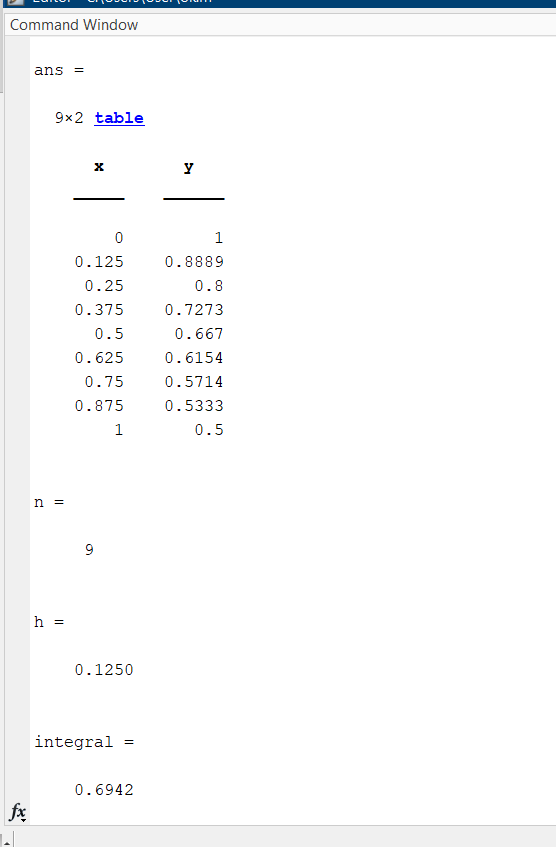 Command Window
ans =
9×2 table
x y
0 1
0.125 0.8889
0.25 0.8
0.375 0.7273
0.5 0.667
0.625 0.6154
0.75 0.5714
0.875 0.5333
1 0.5
n =
9
h =
0.1250
integral =
0.6942
fx